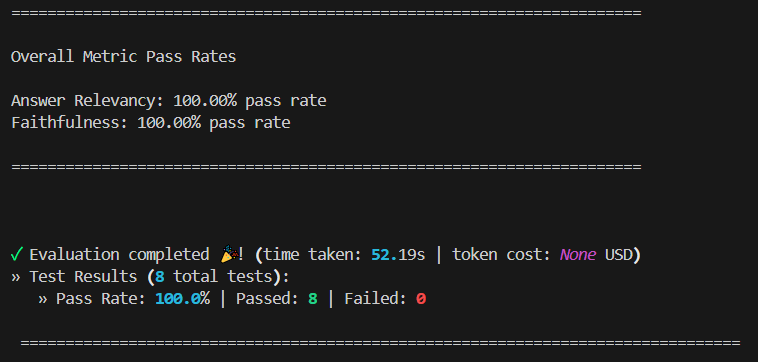 ======================================================================
Overall Metric Pass Rates
Answer Relevancy: 100.00% pass rate
Faithfulness: 100.00% pass rate
======================================================================
✓ Evaluation completed 🎉! (time taken: 52.19s | token cost: None USD)
» Test Results (8 total tests):
» Pass Rate: 100.0% | Passed: 8 | Failed: 0
================================================================================